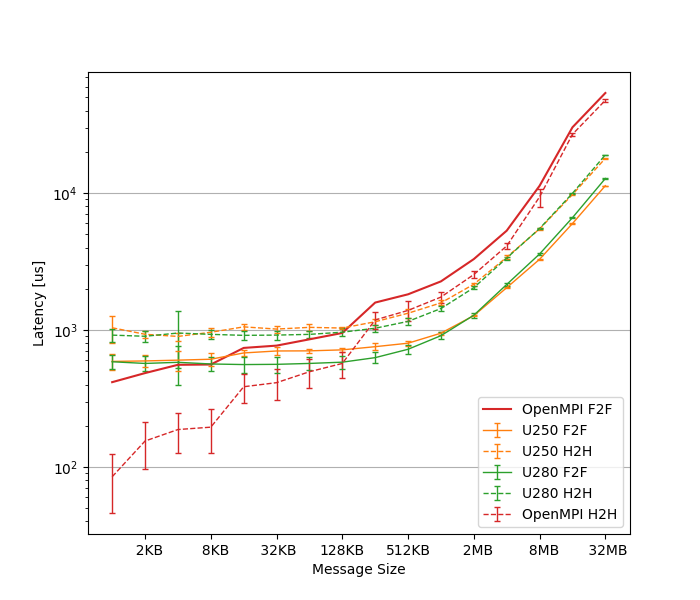 10^4
10^3
10^2
Latency [us]
OpenMPI F2F
U250 F2F
U250 H2H
U280 F2F
U280 H2H
OpenMPI H2H
2KB 8KB 32KB 128KB 512KB 2MB 8MB 32MB
Message Size